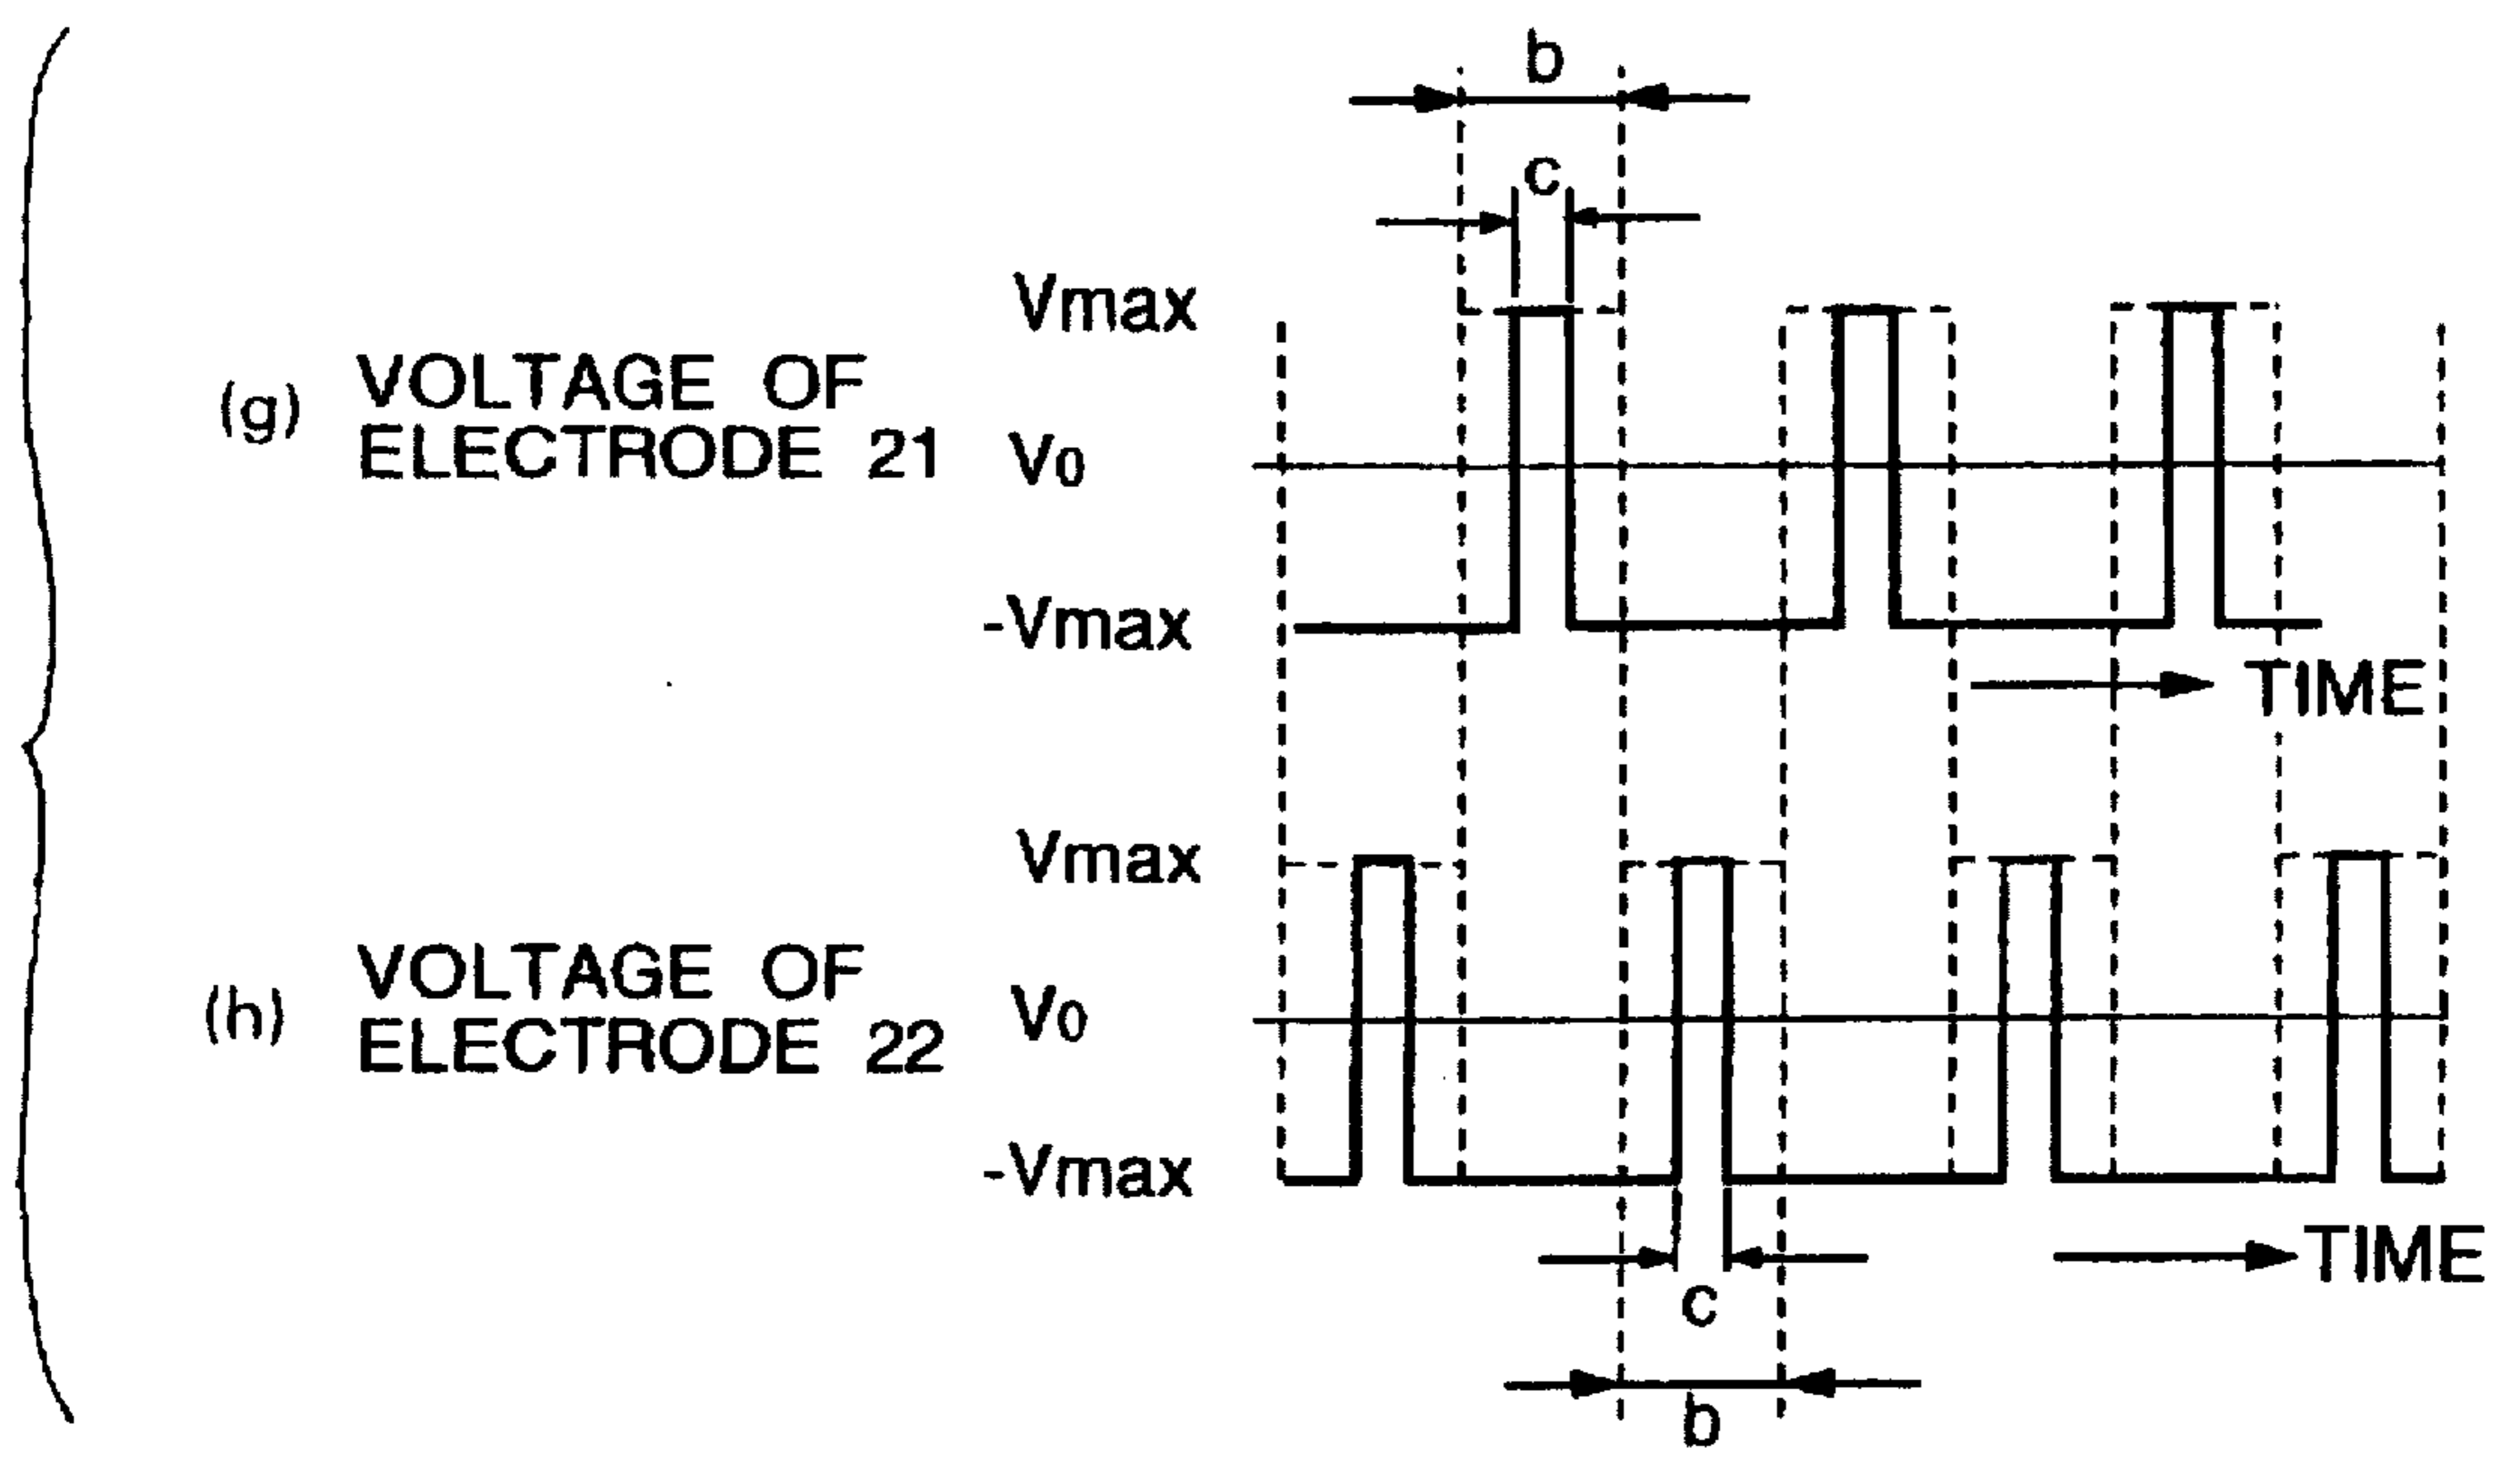 b
c
Vmax
(g) VOLTAGE OF
ELECTRODE 21
V0
-Vmax
TIME
Vmax
(h) VOLTAGE OF
ELECTRODE 22
V0
-Vmax
TIME
c
b